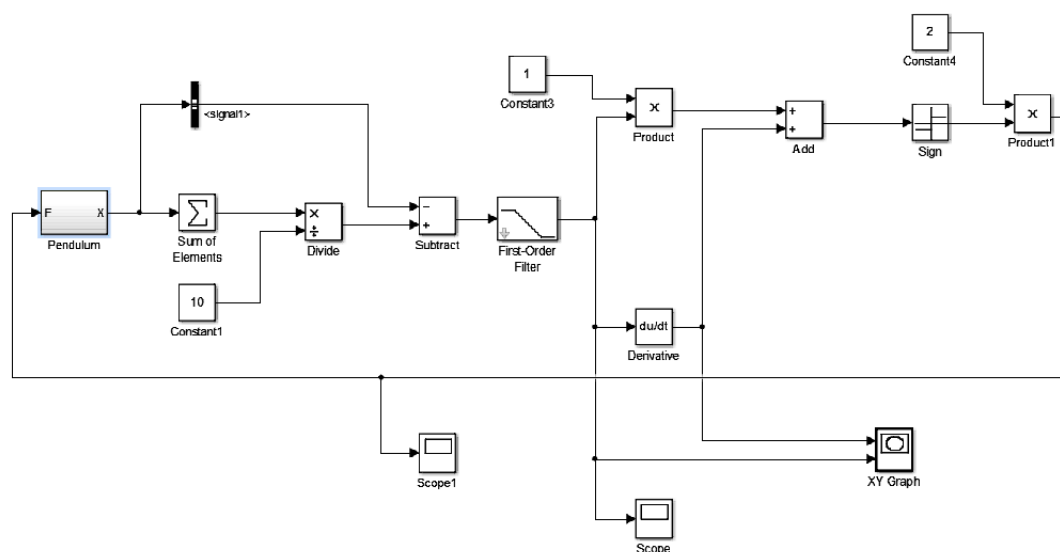 2
Constant4
1
Constant3
<signal1>
x
Product
+
+
Add
Sign
x
Product1
F
X
Pendulum
Σ
Sum of
Elements
×
÷
Divide
−
+
Subtract
First-Order
Filter
10
Constant1
du/dt
Derivative
Scope1
XY Graph
Scope